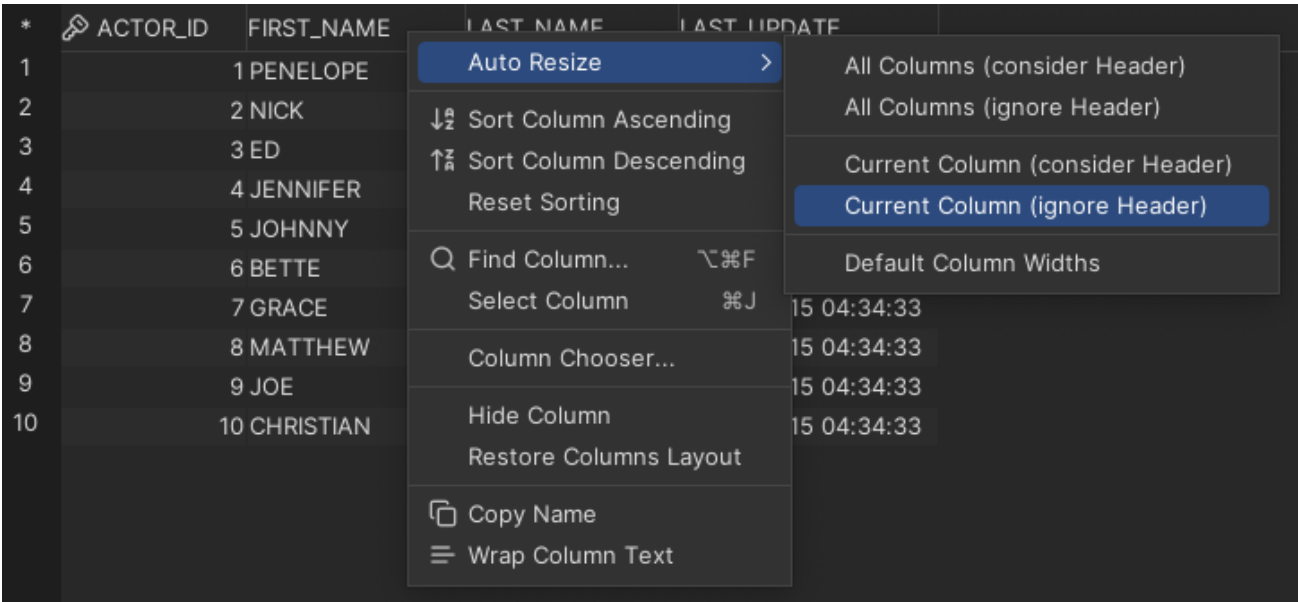 * ACTOR_ID FIRST_NAME LAST_NAME LAST_UPDATE
1 1 PENELOPE
2 2 NICK
3 3 ED
4 4 JENNIFER
5 5 JOHNNY
6 6 BETTE
7 7 GRACE 15 04:34:33
8 8 MATTHEW 15 04:34:33
9 9 JOE 15 04:34:33
10 10 CHRISTIAN 15 04:34:33
Auto Resize
Sort Column Ascending
Sort Column Descending
Reset Sorting
Find Column... ⌥⌘F
Select Column ⌘J
Column Chooser...
Hide Column
Restore Columns Layout
Copy Name
Wrap Column Text
All Columns (consider Header)
All Columns (ignore Header)
Current Column (consider Header)
Current Column (ignore Header)
Default Column Widths